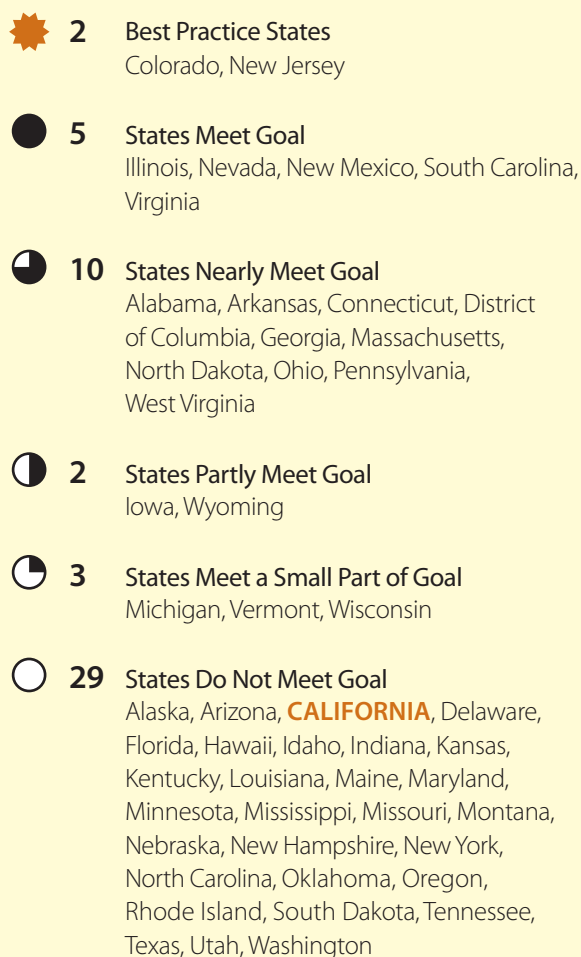 2 Best Practice States
Colorado, New Jersey
5 States Meet Goal
Illinois, Nevada, New Mexico, South Carolina,
Virginia
10 States Nearly Meet Goal
Alabama, Arkansas, Connecticut, District
of Columbia, Georgia, Massachusetts,
North Dakota, Ohio, Pennsylvania,
West Virginia
2 States Partly Meet Goal
Iowa, Wyoming
3 States Meet a Small Part of Goal
Michigan, Vermont, Wisconsin
29 States Do Not Meet Goal
Alaska, Arizona, CALIFORNIA, Delaware,
Florida, Hawaii, Idaho, Indiana, Kansas,
Kentucky, Louisiana, Maine, Maryland,
Minnesota, Mississippi, Missouri, Montana,
Nebraska, New Hampshire, New York,
North Carolina, Oklahoma, Oregon,
Rhode Island, South Dakota, Tennessee,
Texas, Utah, Washington